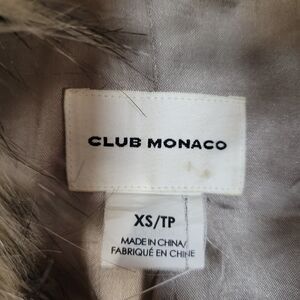 CLUB MONACO
XS/TP
MADE IN CHINA/
FABRIQUÉ EN CHINE